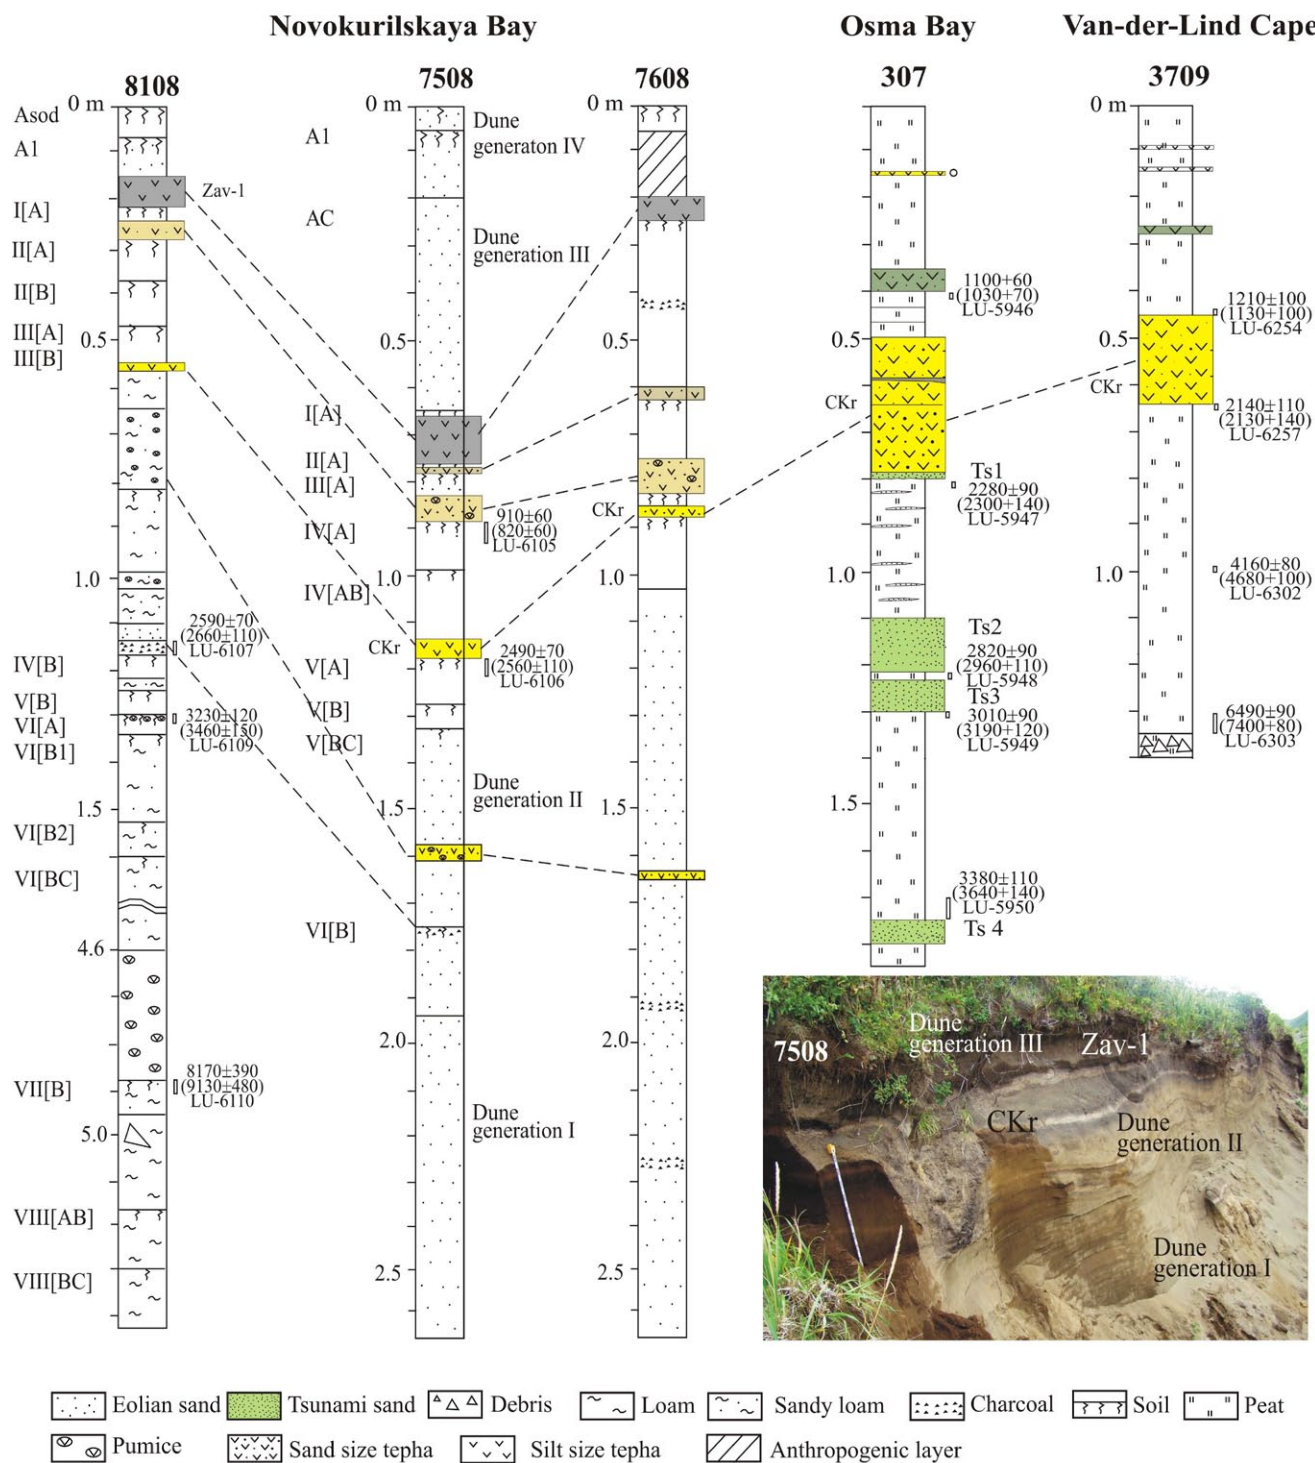 Novokurilskaya Bay
Osma Bay
Van-der-Lind Cape
8108
7508
7608
307
3709
0 m
Asod
A1
Zav-1
I[A]
II[A]
II[B]
III[A]
0.5
III[B]
1.0
2590±70
(2660±110)
LU-6107
IV[B]
V[B]
3230±120
(3460±150)
LU-6109
VI[A]
VI[B1]
1.5
VI[B2]
VI[BC]
4.6
8170±390
(9130±480)
LU-6110
VII[B]
5.0
VIII[AB]
VIII[BC]
0 m
A1
Dune
generaton IV
AC
Dune
generation III
0.5
I[A]
II[A]
III[A]
910±60
(820±60)
LU-6105
IV[A]
1.0
IV[AB]
CKr
2490±70
(2560±110)
LU-6106
V[A]
V[B]
V[BC]
1.5
Dune
generation II
VI[B]
2.0
Dune
generation I
2.5
0 m
0.5
CKr
1.0
1.5
2.0
2.5
0 m
1100+60
(1030+70)
LU-5946
0.5
CKr
Ts1
2280±90
(2300+140)
LU-5947
1.0
Ts2
2820±90
(2960+110)
LU-5948
Ts3
3010±90
(3190+120)
LU-5949
1.5
3380±110
(3640+140)
LU-5950
Ts 4
0 m
1210±100
(1130+100)
LU-6254
0.5
CKr
2140±110
(2130+140)
LU-6257
1.0
4160±80
(4680+100)
LU-6302
6490±90
(7400+80)
LU-6303
7508
Dune
generation III
Zav-1
CKr
Dune
generation II
Dune
generation I
Eolian sand
Tsunami sand
Debris
Loam
Sandy loam
Charcoal
Soil
Peat
Pumice
Sand size tepha
Silt size tepha
Anthropogenic layer